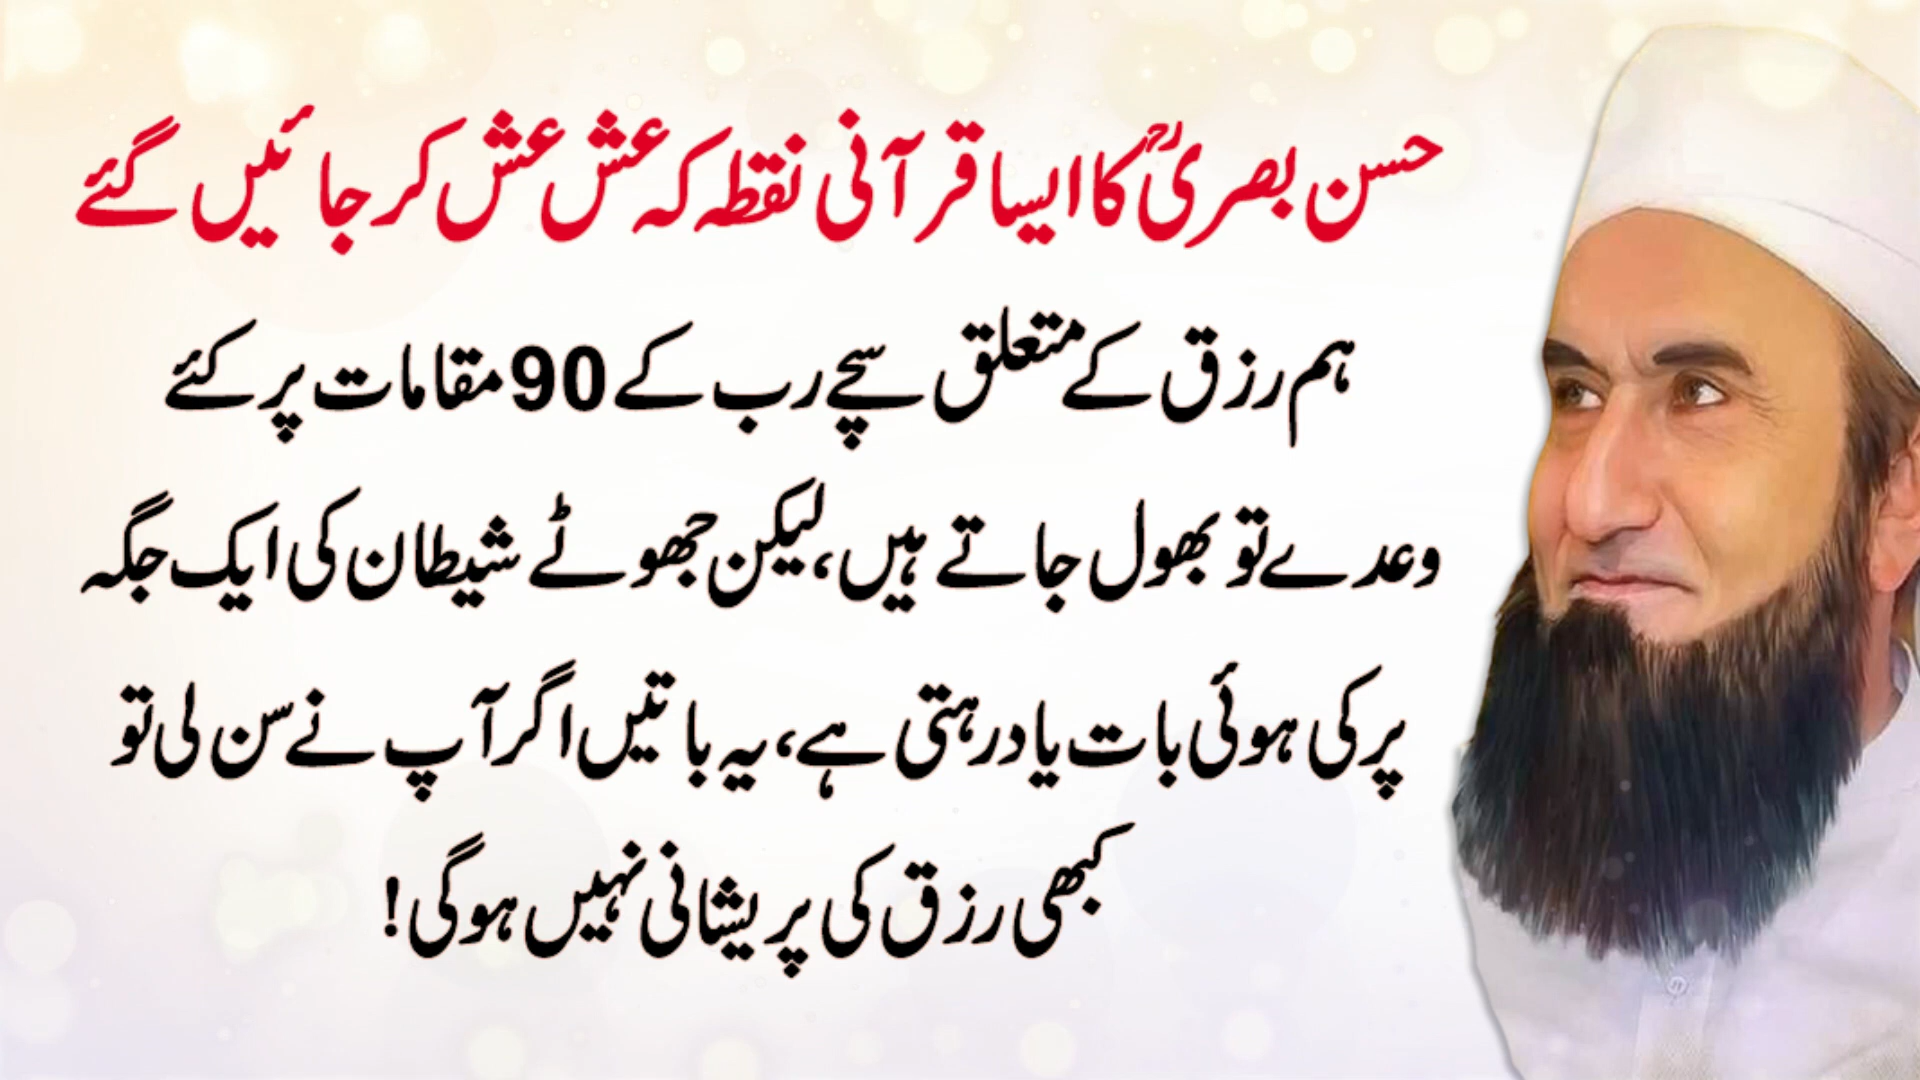 حسن بصریؒ کا ایسا قرآنی نقطہ کہ عش عش کر جائیں گئے
ہم رزق کے متعلق سچے رب کے 90 مقامات پر کئے
وعدے تو بھول جاتے ہیں، لیکن جھوٹے شیطان کی ایک جگہ
پر کی ہوئی بات یاد رہتی ہے، یہ باتیں اگر آپ نے سن لی تو
کبھی رزق کی پریشانی نہیں ہوگی!